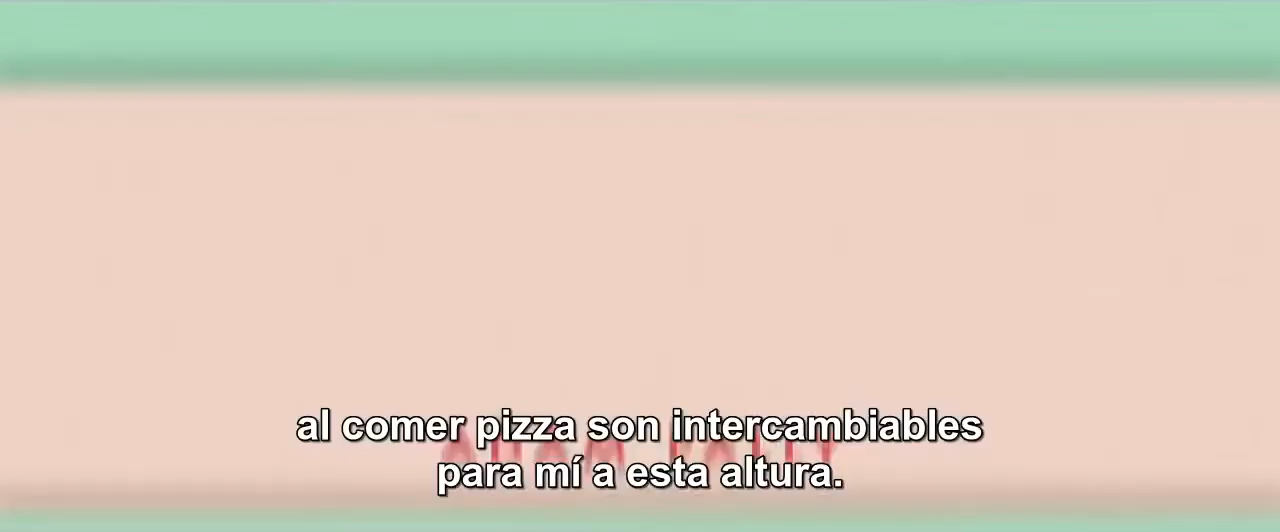 al comer pizza son intercambiables
para mí a esta altura.